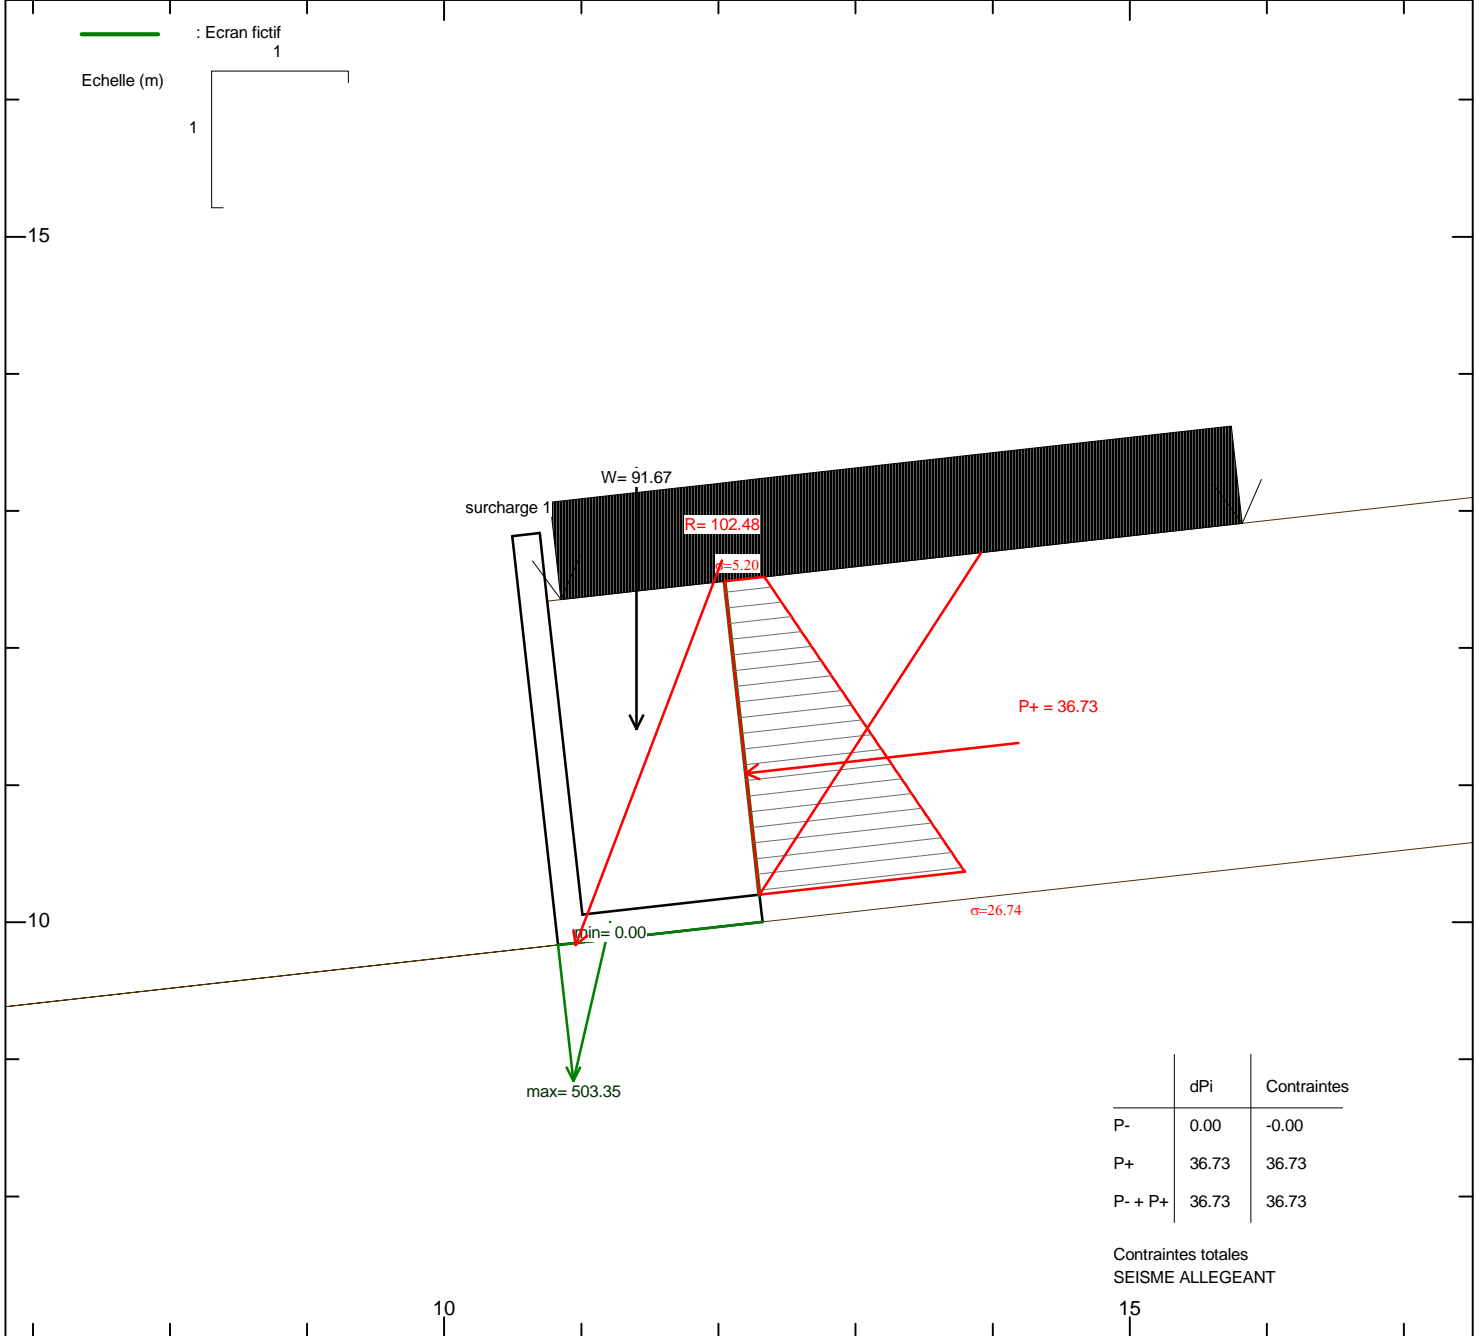 : Ecran fictif
1
Echelle (m)
1
15
W= 91.67
surcharge 1
R= 102.48
σ=5.20
P+ = 36.73
σ=26.74
10
min= 0.00
max= 503.35
dPi Contraintes
P- 0.00 -0.00
P+ 36.73 36.73
P- + P+ 36.73 36.73
Contraintes totales
SEISME ALLEGEANT
10 15